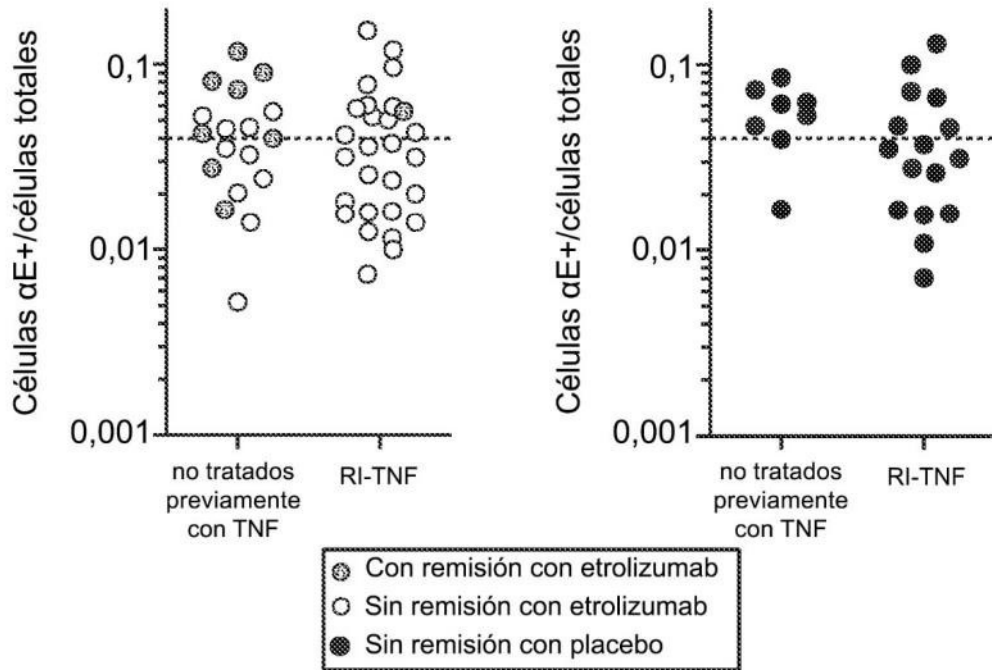 Células αE+/células totales
0,1
0,01
0,001
no tratados
previamente
con TNF
RI-TNF
Células αE+/células totales
0,1
0,01
0,001
no tratados
previamente
con TNF
RI-TNF
Con remisión con etrolizumab
Sin remisión con etrolizumab
Sin remisión con placebo